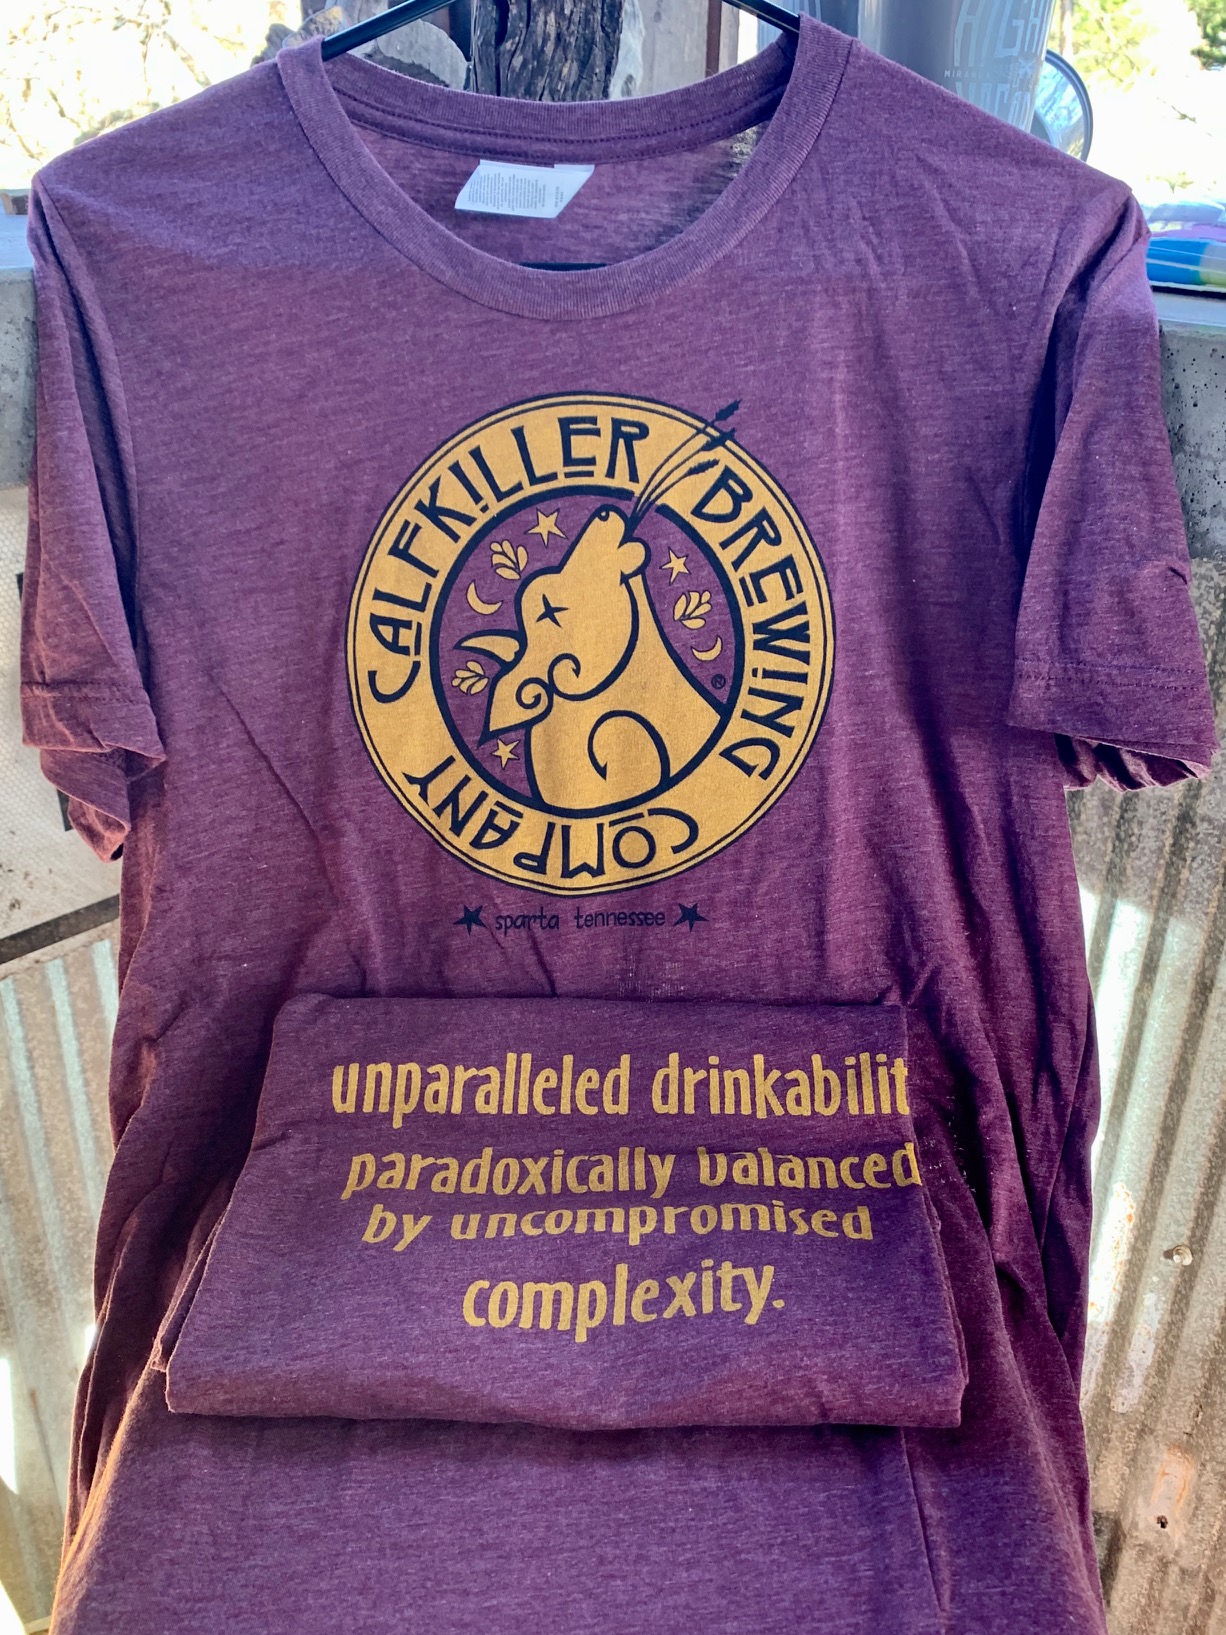 CALFKILLER BREWING COMPANY
®
sparta tennessee
unparalleled drinkabilit
paradoxically balanced
by uncompromised
complexity.